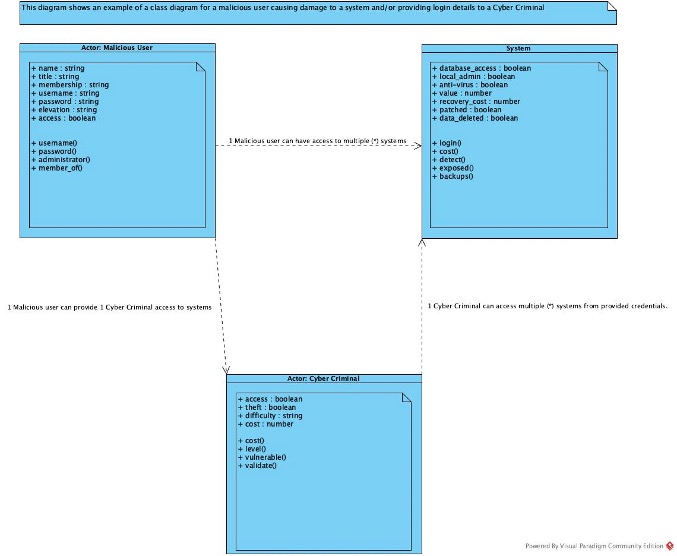 This diagram shows an example of a class diagram for a malicious user causing damage to a system and/or providing login details to a Cyber Criminal
Actor: Malicious User
+ name : string
+ title : string
+ membership : string
+ username : string
+ password : string
+ elevation : string
+ access : boolean
+ username()
+ password()
+ administrator()
+ member_of()
1 Malicious user can have access to multiple (*) systems
System
+ database_access : boolean
+ local_admin : boolean
+ anti-virus : boolean
+ value : number
+ recovery_cost : number
+ patched : boolean
+ data_deleted : boolean
+ login()
+ cost()
+ detect()
+ exposed()
+ backups()
1 Malicious user can provide 1 Cyber Criminal access to systems
1 Cyber Criminal can access multiple (*) systems from provided credentials.
Actor: Cyber Criminal
+ access : boolean
+ theft : boolean
+ difficulty : string
+ cost : number
+ cost()
+ level()
+ vulnerable()
+ validate()
Powered By Visual Paradigm Community Edition